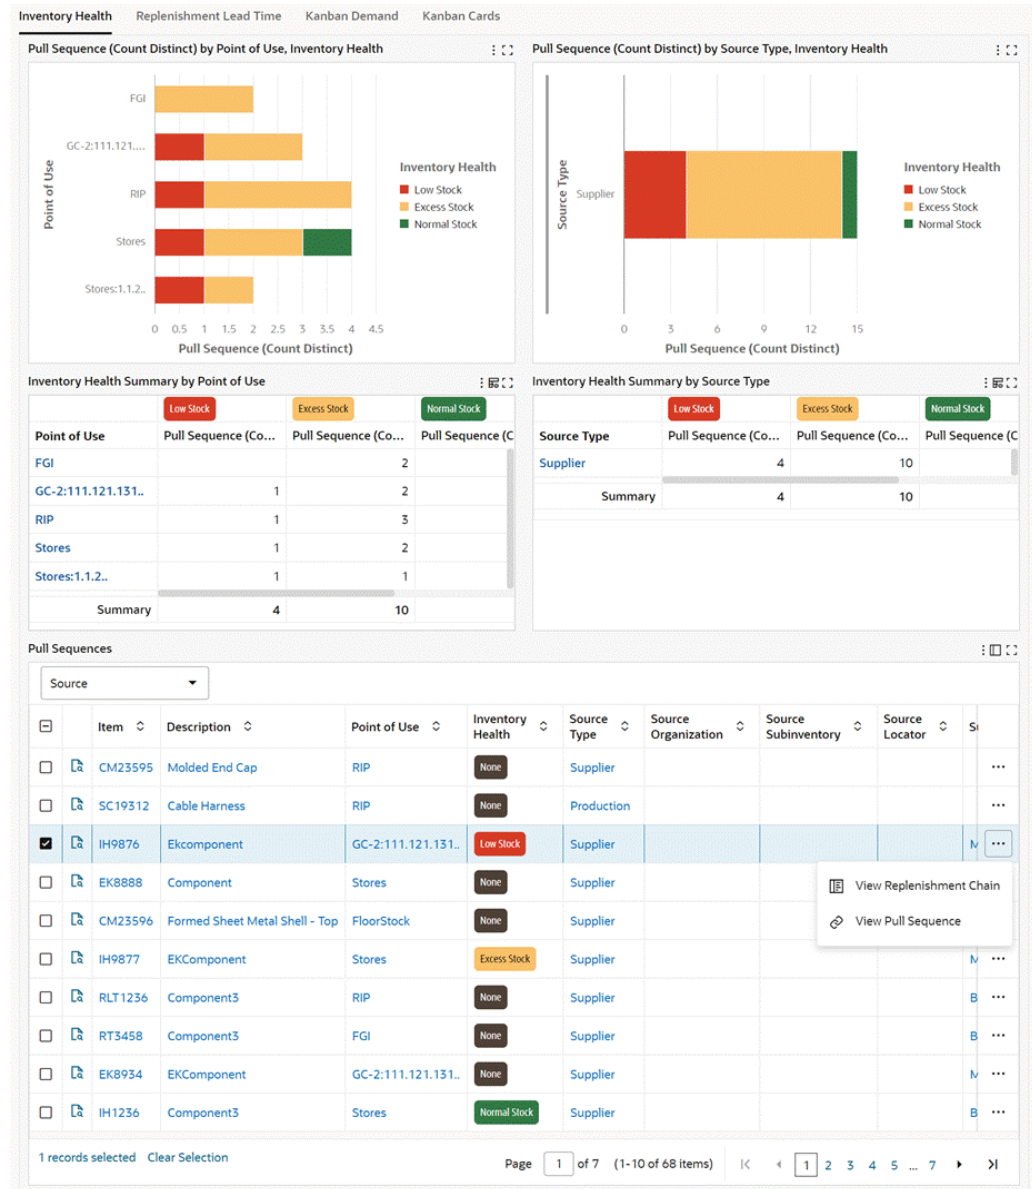 Inventory Health Replenishment Lead Time Kanban Demand Kanban Cards
Pull Sequence (Count Distinct) by Point of Use, Inventory Health
FGI
GC-2:111.121....
RIP
Stores
Stores:1.1.2..
Point of Use
0 0.5 1 1.5 2 2.5 3 3.5 4 4.5
Pull Sequence (Count Distinct)
Inventory Health
Low Stock
Excess Stock
Normal Stock
Pull Sequence (Count Distinct) by Source Type, Inventory Health
Source Type
Supplier
0 3 6 9 12 15
Pull Sequence (Count Distinct)
Inventory Health
Low Stock
Excess Stock
Normal Stock
Inventory Health Summary by Point of Use
Low Stock Excess Stock Normal Stock
Point of Use Pull Sequence (Co... Pull Sequence (Co... Pull Sequence (C
FGI 2
GC-2:111.121.131.. 1 2
RIP 1 3
Stores 1 2
Stores:1.1.2.. 1 1
Summary 4 10
Inventory Health Summary by Source Type
Low Stock Excess Stock Normal Stock
Source Type Pull Sequence (Co... Pull Sequence (Co... Pull Sequence (C
Supplier 4 10
Summary 4 10
Pull Sequences
Source
Item Description Point of Use Inventory Health Source Type Source Organization Source Subinventory Source Locator
CM23595 Molded End Cap RIP None Supplier
SC19312 Cable Harness RIP None Production
IH9876 Ekcomponent GC-2:111.121.131.. Low Stock Supplier
EK8888 Component Stores None Supplier
View Replenishment Chain
CM23596 Formed Sheet Metal Shell - Top FloorStock None Supplier
View Pull Sequence
IH9877 EKComponent Stores Excess Stock Supplier
RLT1236 Component3 RIP None Supplier B
RT3458 Component3 FGI None Supplier B
EK8934 EKComponent GC-2:111.121.131.. None Supplier
IH1236 Component3 Stores Normal Stock Supplier B
1 records selected Clear Selection
Page 1 of 7 (1-10 of 68 items) 1 2 3 4 5 ... 7